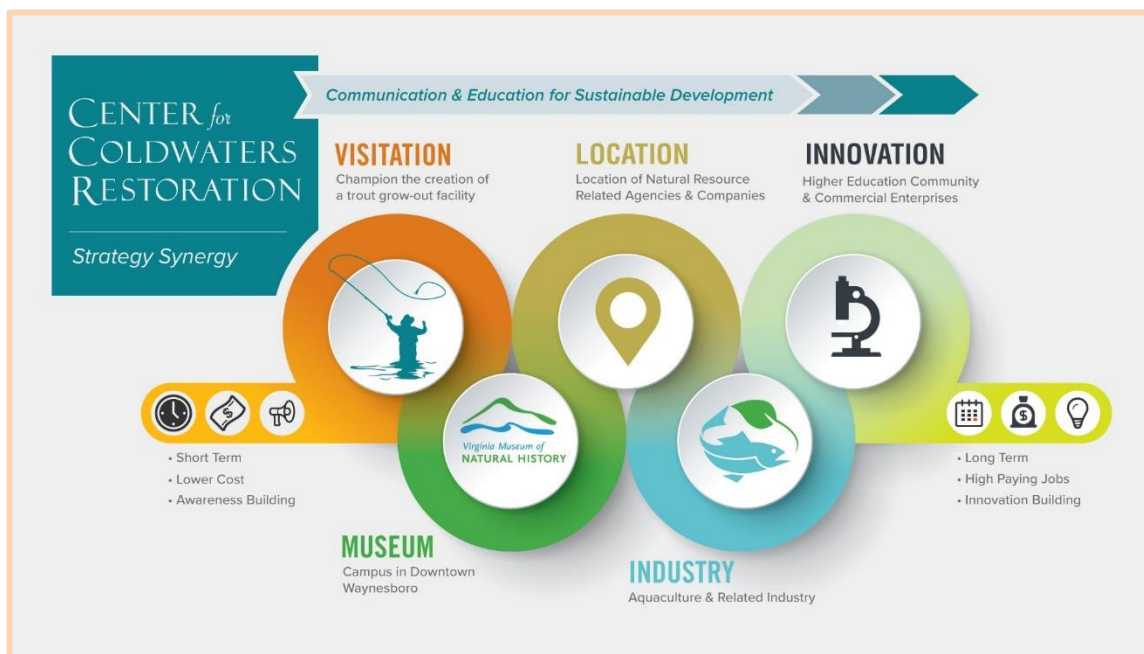 CENTER for
COLDWATERS
RESTORATION
Strategy Synergy
Communication & Education for Sustainable Development
VISITATION
Champion the creation of
a trout grow-out facility
LOCATION
Location of Natural Resource
Related Agencies & Companies
INNOVATION
Higher Education Community
& Commercial Enterprises
• Short Term
• Lower Cost
• Awareness Building
Virginia Museum of
NATURAL HISTORY
• Long Term
• High Paying Jobs
• Innovation Building
MUSEUM
Campus in Downtown
Waynesboro
INDUSTRY
Aquaculture & Related Industry